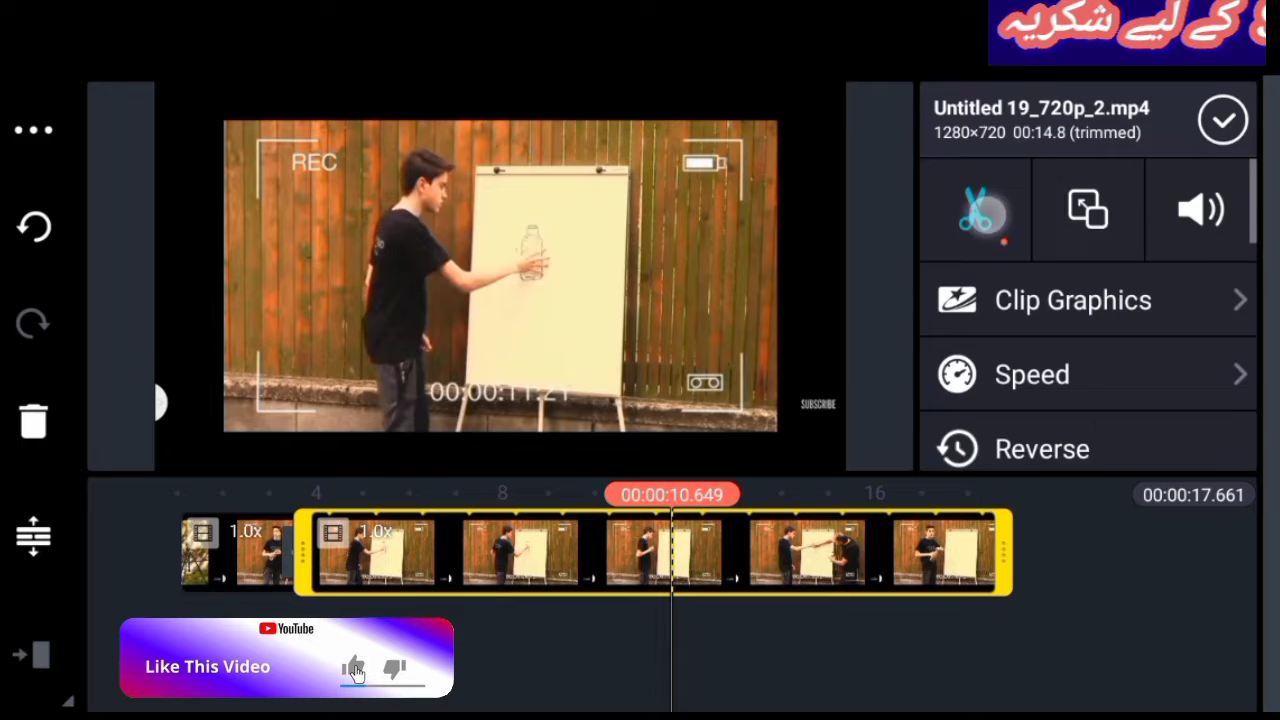 کے لیے شکریہ
Untitled 19_720p_2.mp4
1280×720 00:14.8 (trimmed)
REC
00:00:11:21
SUBSCRIBE
Clip Graphics
Speed
Reverse
4
8
00:00:10.649
16
00:00:17.661
1.0x
1.0x
YouTube
Like This Video